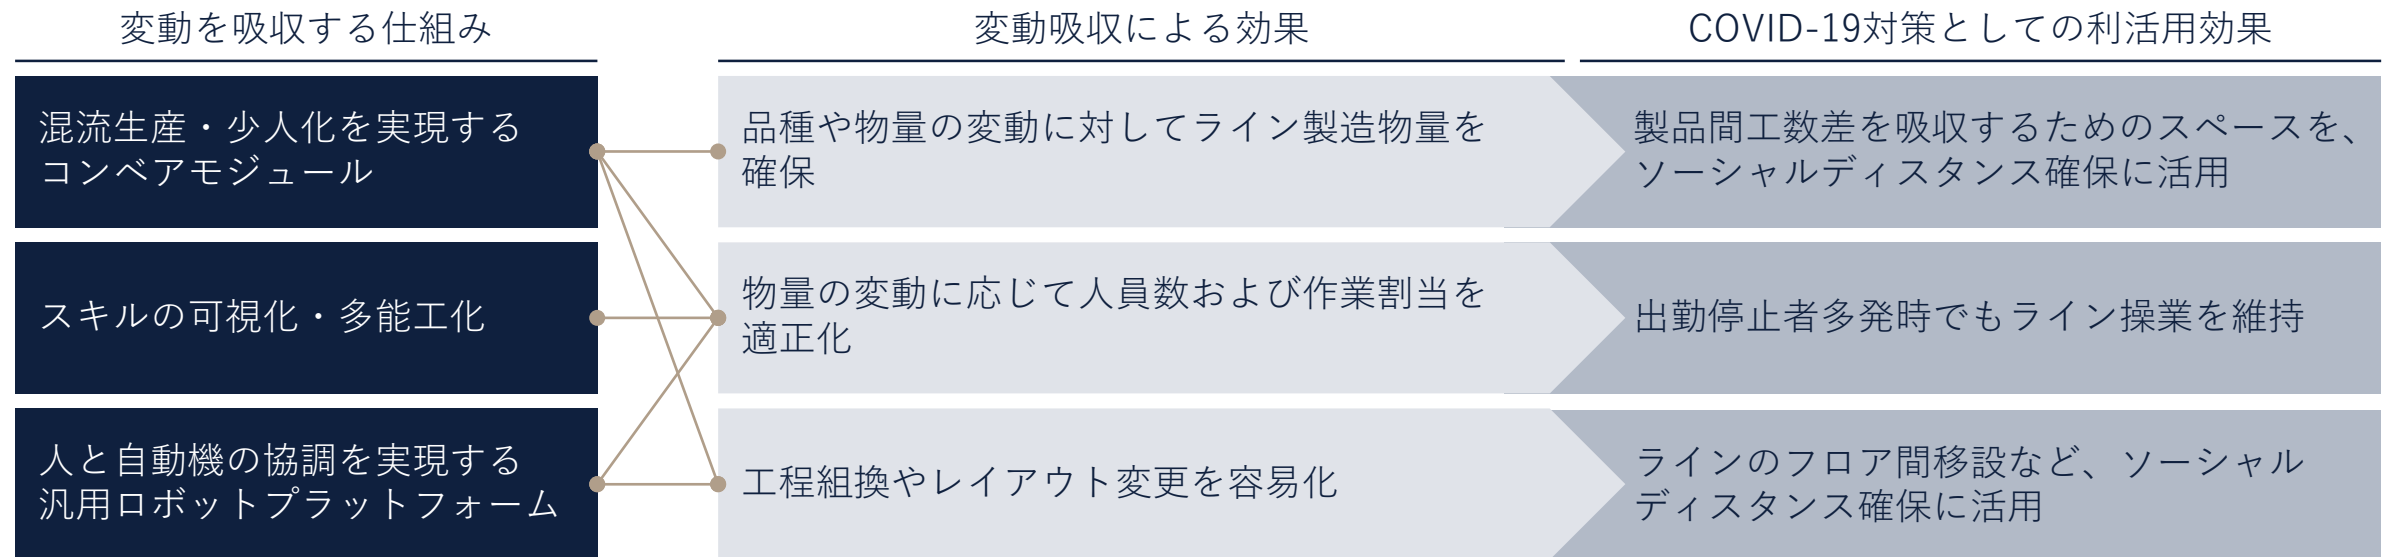 変動を吸収する仕組み
変動吸収による効果
COVID-19対策としての利活用効果
混流生産・少人化を実現する
コンベアモジュール
品種や物量の変動に対してライン製造物量を
確保
製品間工数差を吸収するためのスペースを、
ソーシャルディスタンス確保に活用
スキルの可視化・多能工化
物量の変動に応じて人員数および作業割当を
適正化
出勤停止者多発時でもライン操業を維持
人と自動機の協調を実現する
汎用ロボットプラットフォーム
工程組換やレイアウト変更を容易化
ラインのフロア間移設など、ソーシャル
ディスタンス確保に活用